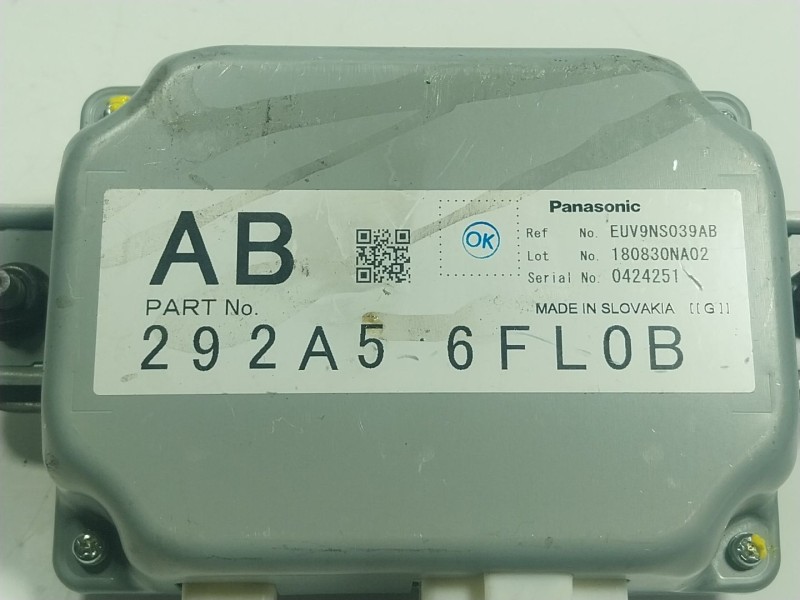 AB
OK
Panasonic
Ref No. EUV9NS039AB
Lot No. 180830NA02
Serial No. 0424251
PART No.
MADE IN SLOVAKIA [[G]]
292A5 6FL0B